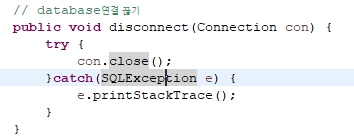 // database연결 끊기
public void disconnect(Connection con) {
try {
con.close();
}catch(SQLException e) {
e.printStackTrace();
}
}